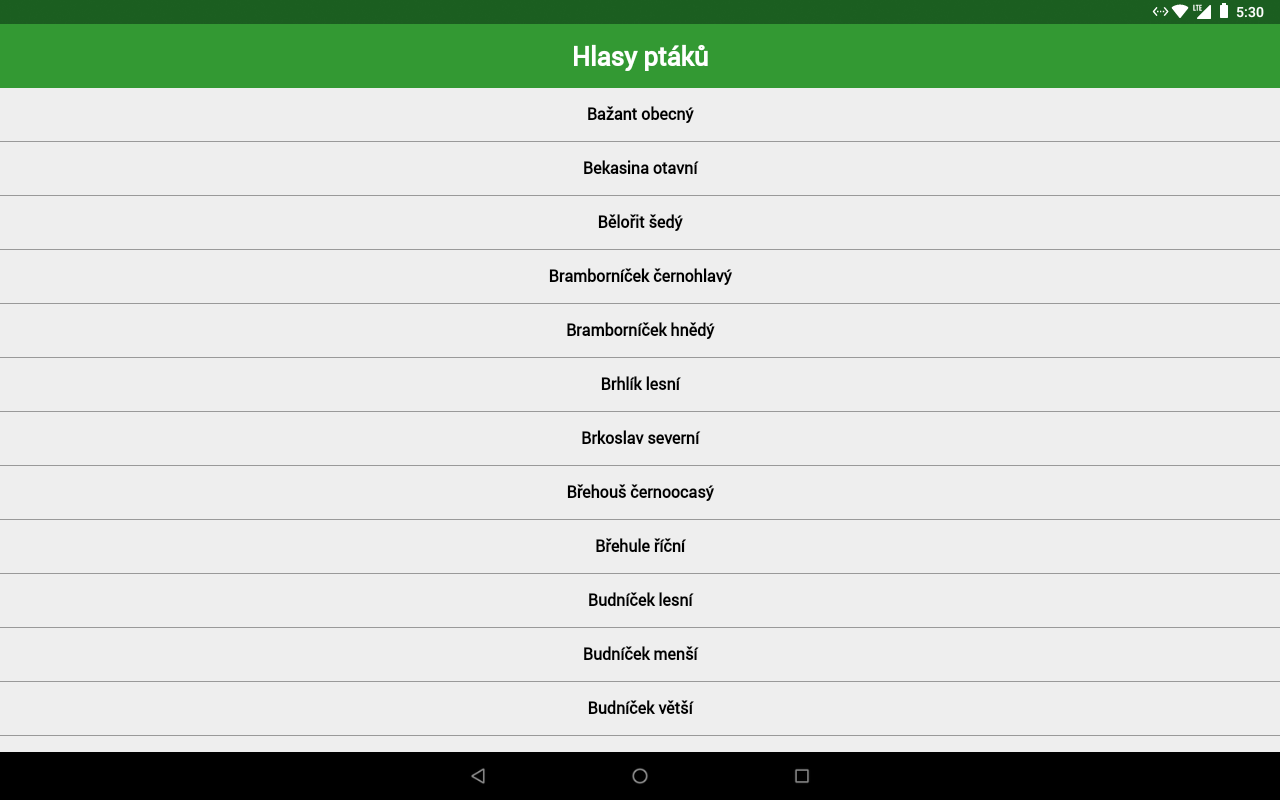 LTE 5:30
Hlasy ptáků
Bažant obecný
Bekasina otavní
Bělořit šedý
Bramborníček černohlavý
Bramborníček hnědý
Brhlík lesní
Brkoslav severní
Břehouš černoocasý
Břehule říční
Budníček lesní
Budníček menší
Budníček větší